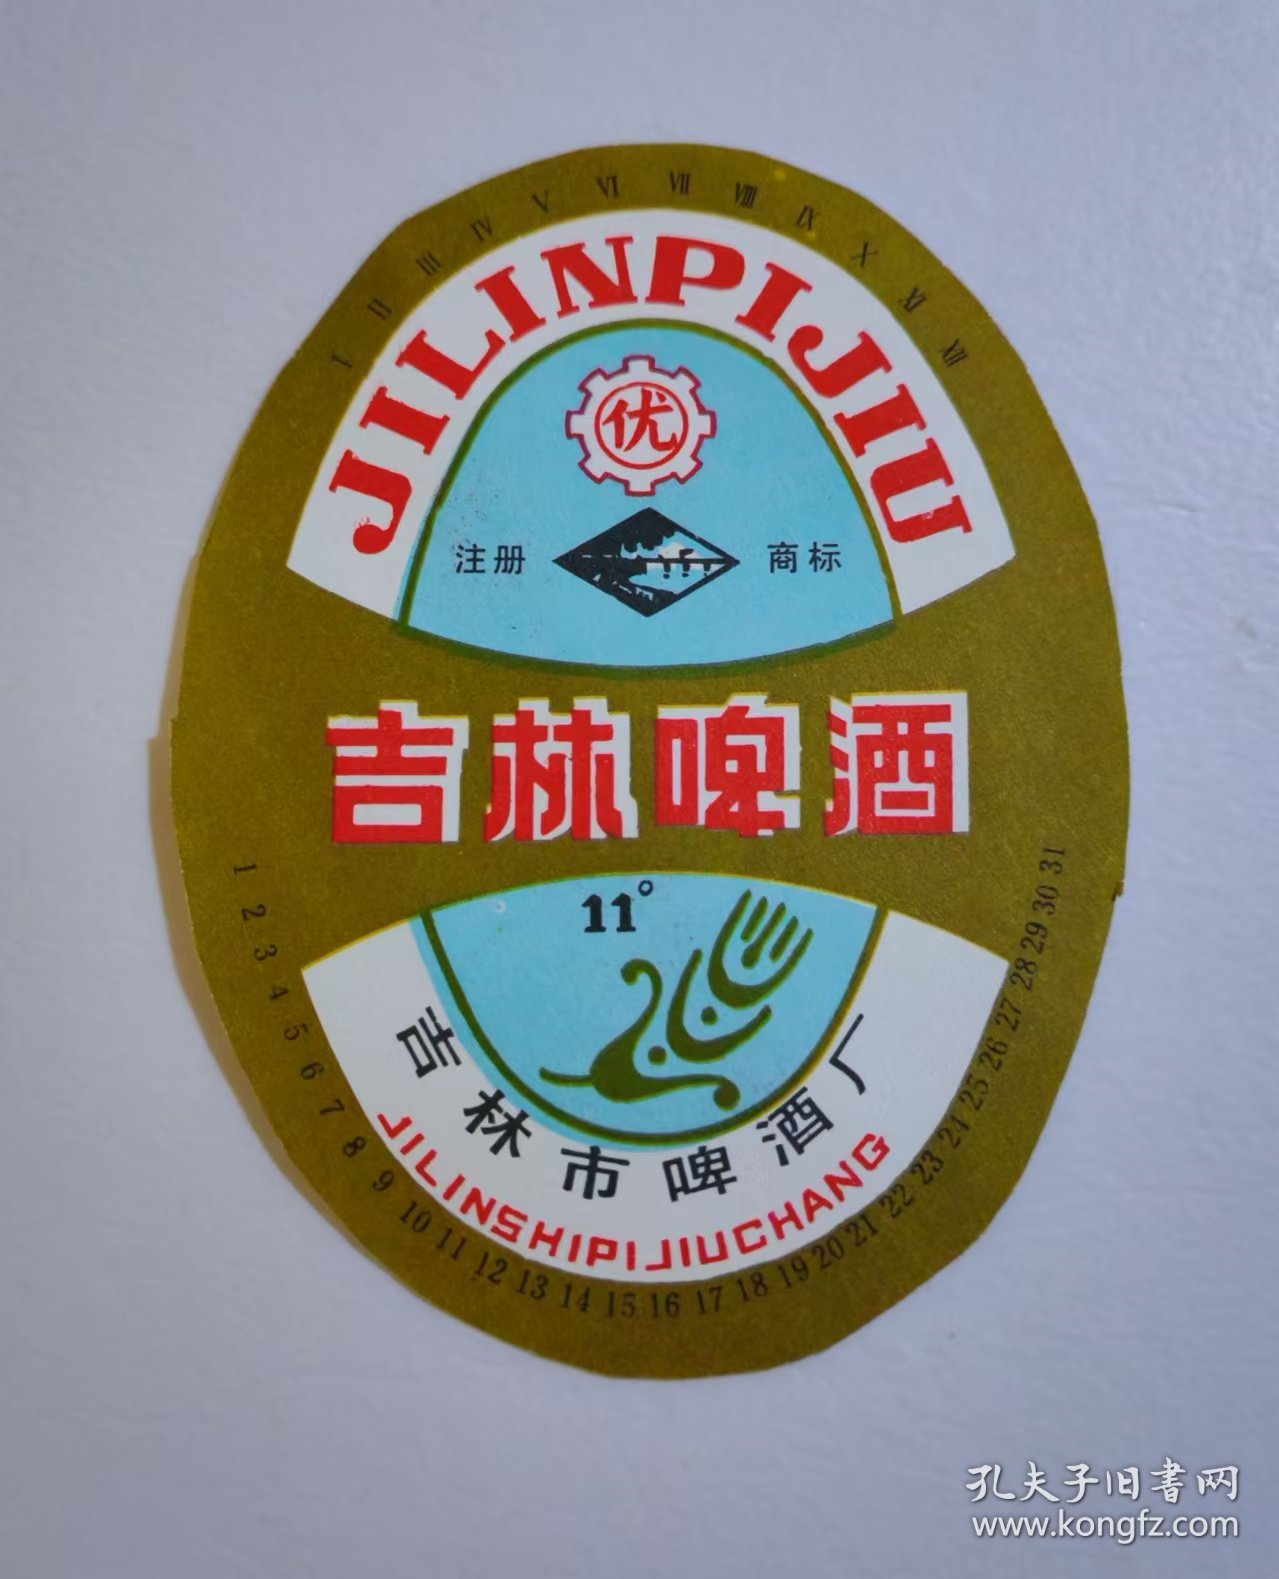 I II III IV V VI VII VIII IX X XI XII
JILINPIJIU
优
注册 商标
吉林啤酒
11°
吉林市啤酒厂
JILINSHIPIJIUCHANG
1 2 3 4 5 6 7 8 9 10 11 12 13 14 15 16 17 18 19 20 21 22 23 24 25 26 27 28 29 30 31
孔夫子旧书网
www.kongfz.com